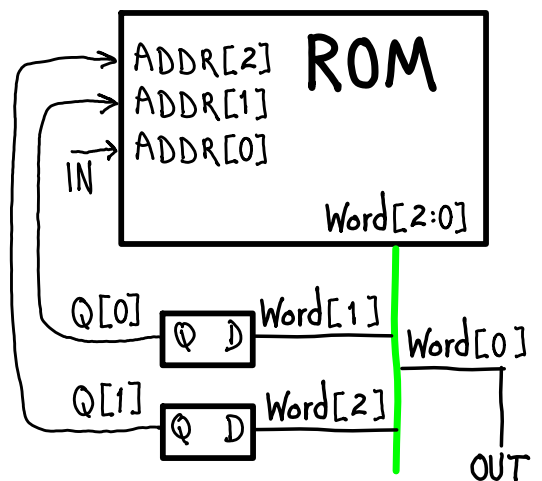 ADDR[2]
ROM
ADDR[1]
ADDR[0]
IN
Word[2:0]
Q[0]
Word[1]
Q D
Word[0]
Q[1]
Word[2]
Q D
OUT